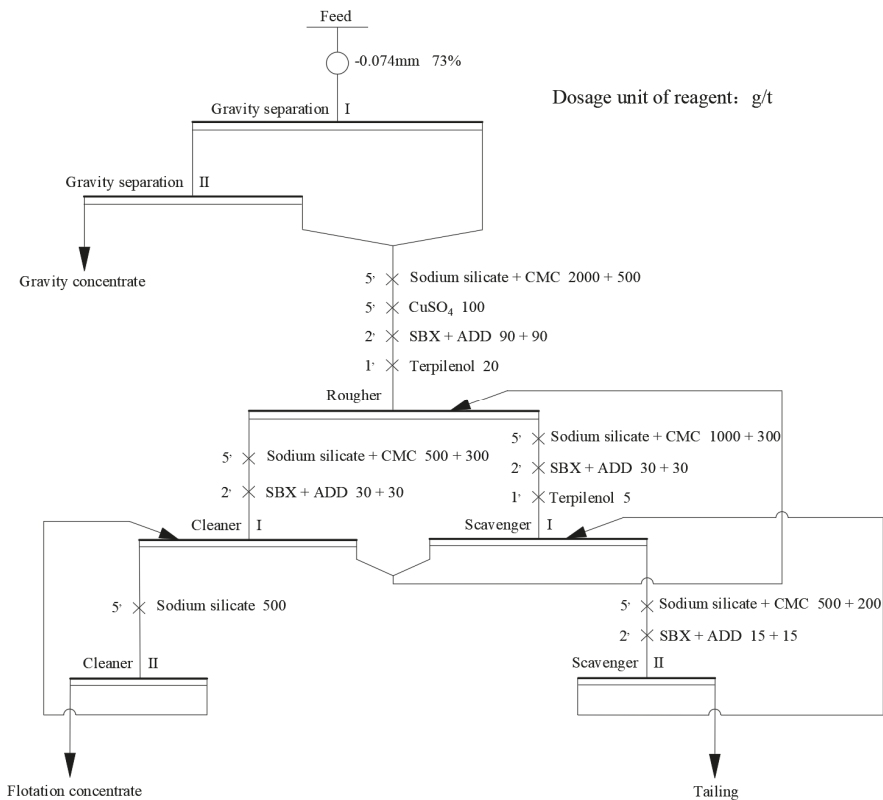 Feed
-0.074mm 73%
Dosage unit of reagent: g/t
Gravity separation I
Gravity separation II
Gravity concentrate
5' Sodium silicate + CMC 2000 + 500
5' CuSO₄ 100
2' SBX + ADD 90 + 90
1' Terpilenol 20
Rougher
5' Sodium silicate + CMC 500 + 300
2' SBX + ADD 30 + 30
5' Sodium silicate + CMC 1000 + 300
2' SBX + ADD 30 + 30
1' Terpilenol 5
Cleaner I
Scavenger I
5' Sodium silicate 500
5' Sodium silicate + CMC 500 + 200
2' SBX + ADD 15 + 15
Cleaner II
Scavenger II
Flotation concentrate
Tailing